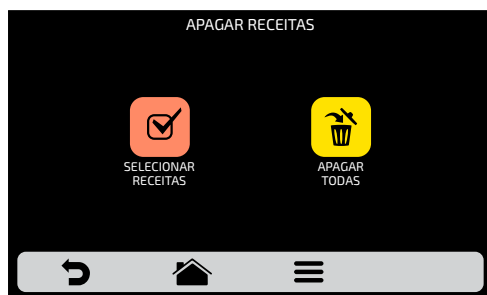 APAGAR RECEITAS
SELECIONAR
RECEITAS
APAGAR
TODAS